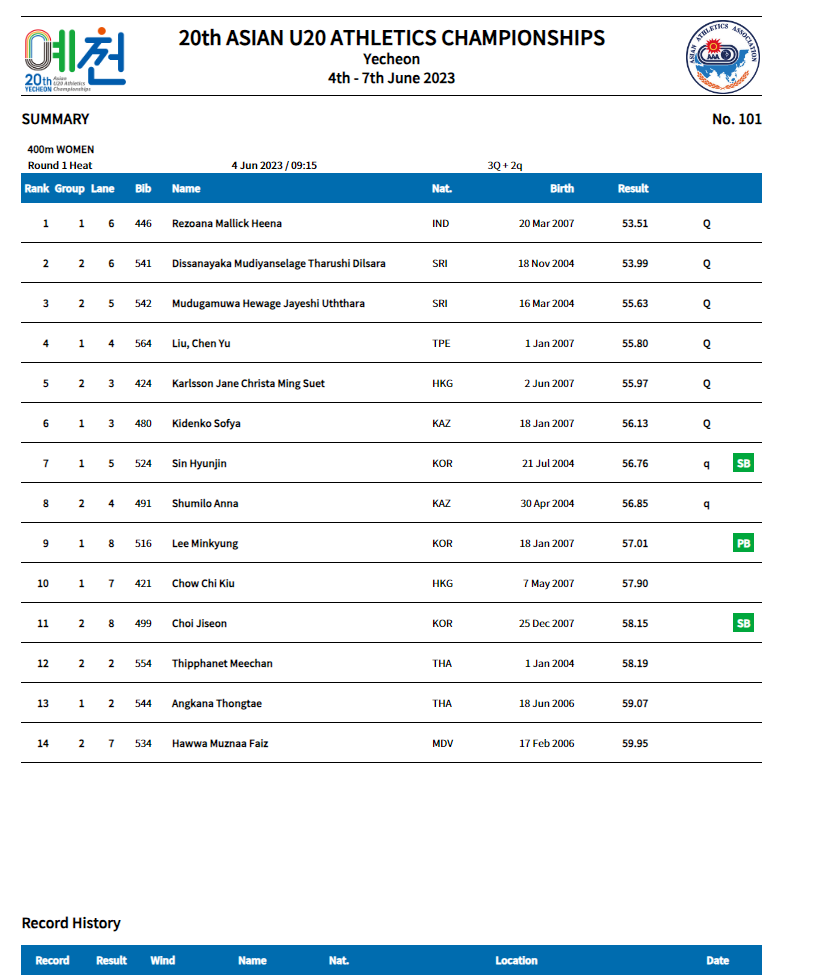 예천
20th Asian
U20 Athletics
YECHEON Championships
20th ASIAN U20 ATHLETICS CHAMPIONSHIPS
Yecheon
4th - 7th June 2023
ASIAN ATHLETICS ASSOCIATION
AAA
SUMMARY No. 101
400m WOMEN
Round 1 Heat 4 Jun 2023 / 09:15 3Q + 2q
Rank Group Lane Bib Name Nat. Birth Result
1 1 6 446 Rezoana Mallick Heena IND 20 Mar 2007 53.51 Q
2 2 6 541 Dissanayaka Mudiyanselage Tharushi Dilsara SRI 18 Nov 2004 53.99 Q
3 2 5 542 Mudugamuwa Hewage Jayeshi Uththara SRI 16 Mar 2004 55.63 Q
4 1 4 564 Liu, Chen Yu TPE 1 Jan 2007 55.80 Q
5 2 3 424 Karlsson Jane Christa Ming Suet HKG 2 Jun 2007 55.97 Q
6 1 3 480 Kidenko Sofya KAZ 18 Jan 2007 56.13 Q
7 1 5 524 Sin Hyunjin KOR 21 Jul 2004 56.76 q SB
8 2 4 491 Shumilo Anna KAZ 30 Apr 2004 56.85 q
9 1 8 516 Lee Minkyung KOR 18 Jan 2007 57.01 PB
10 1 7 421 Chow Chi Kiu HKG 7 May 2007 57.90
11 2 8 499 Choi Jiseon KOR 25 Dec 2007 58.15 SB
12 2 2 554 Thipphanet Meechan THA 1 Jan 2004 58.19
13 1 2 544 Angkana Thongtae THA 18 Jun 2006 59.07
14 2 7 534 Hawwa Muznaa Faiz MDV 17 Feb 2006 59.95
Record History
Record Result Wind Name Nat. Location Date